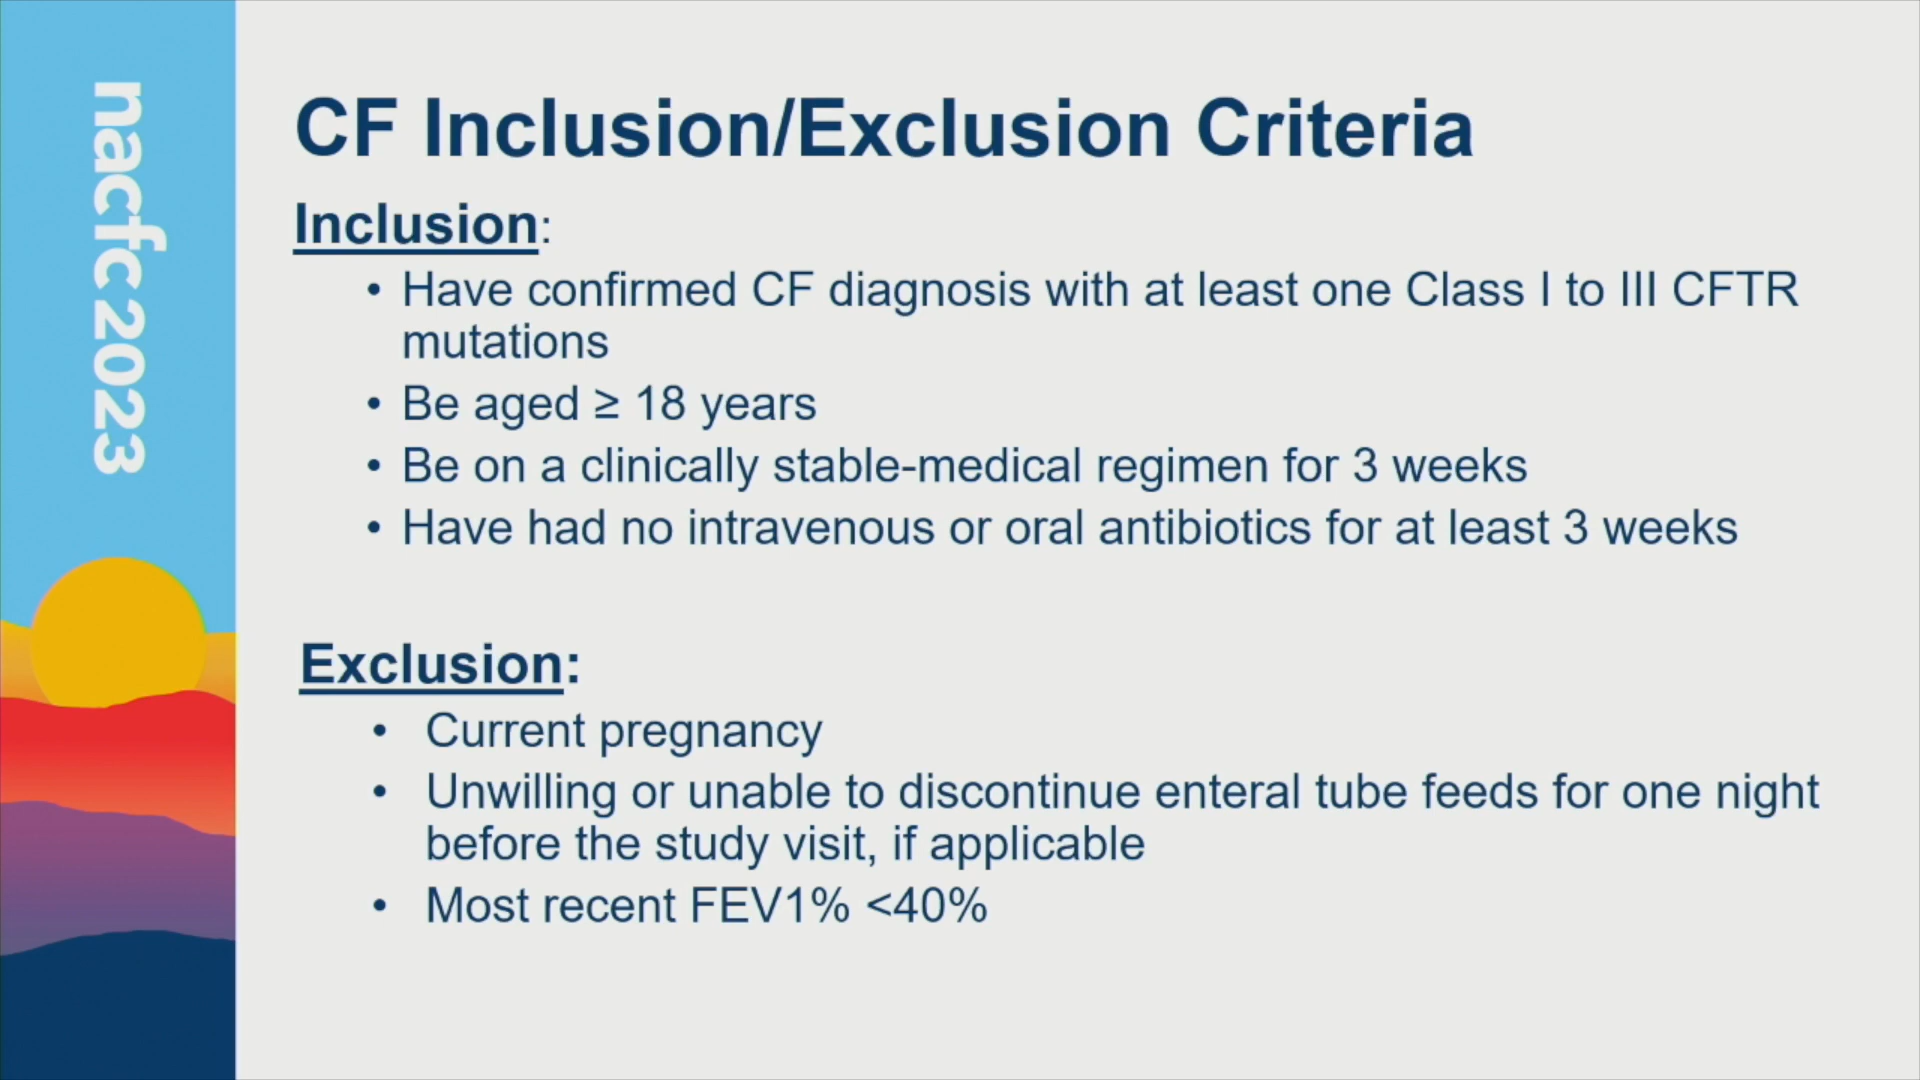 nacfc 2023
CF Inclusion/Exclusion Criteria
Inclusion:
• Have confirmed CF diagnosis with at least one Class I to III CFTR
mutations
• Be aged ≥ 18 years
• Be on a clinically stable-medical regimen for 3 weeks
• Have had no intravenous or oral antibiotics for at least 3 weeks
Exclusion:
• Current pregnancy
• Unwilling or unable to discontinue enteral tube feeds for one night
before the study visit, if applicable
• Most recent FEV1% <40%